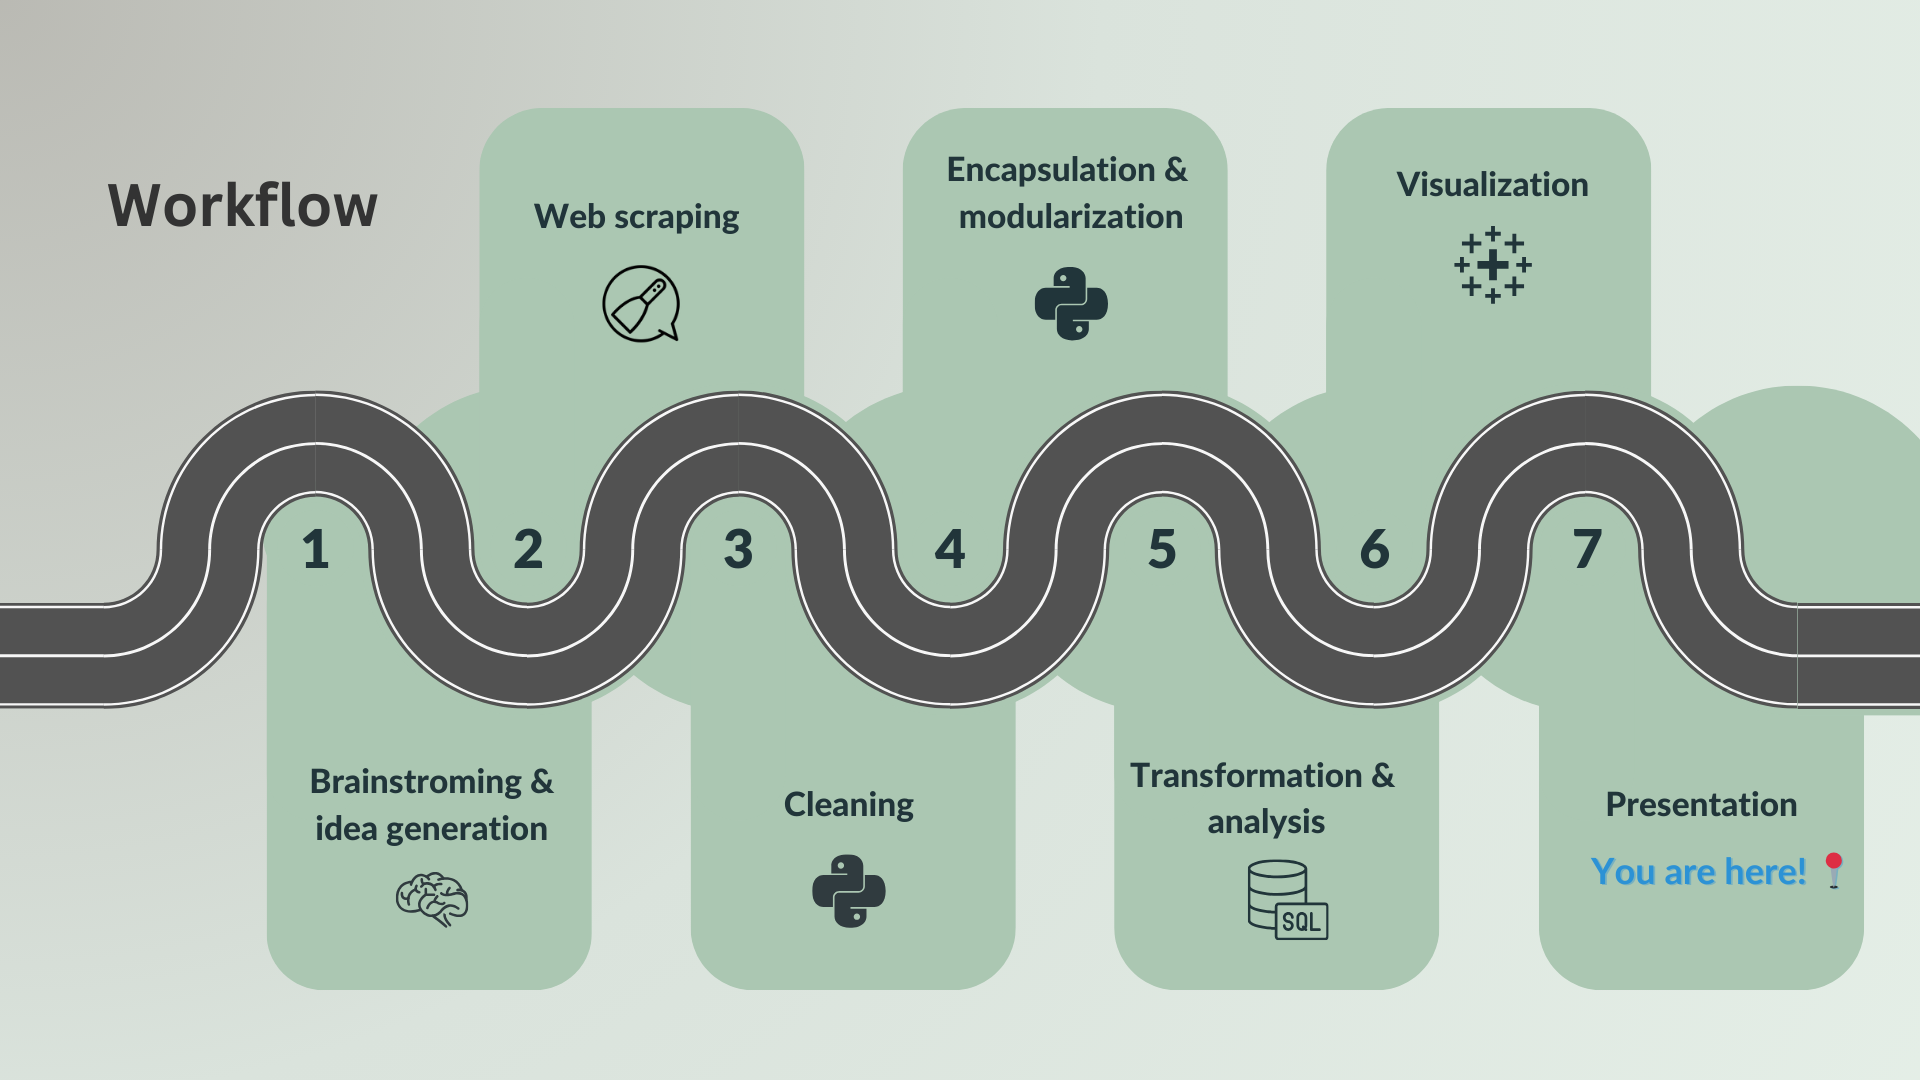 Workflow
1
Brainstroming &
idea generation
2
Web scraping
3
Cleaning
4
Encapsulation &
modularization
5
Transformation &
analysis
SQL
6
Visualization
7
Presentation
You are here!